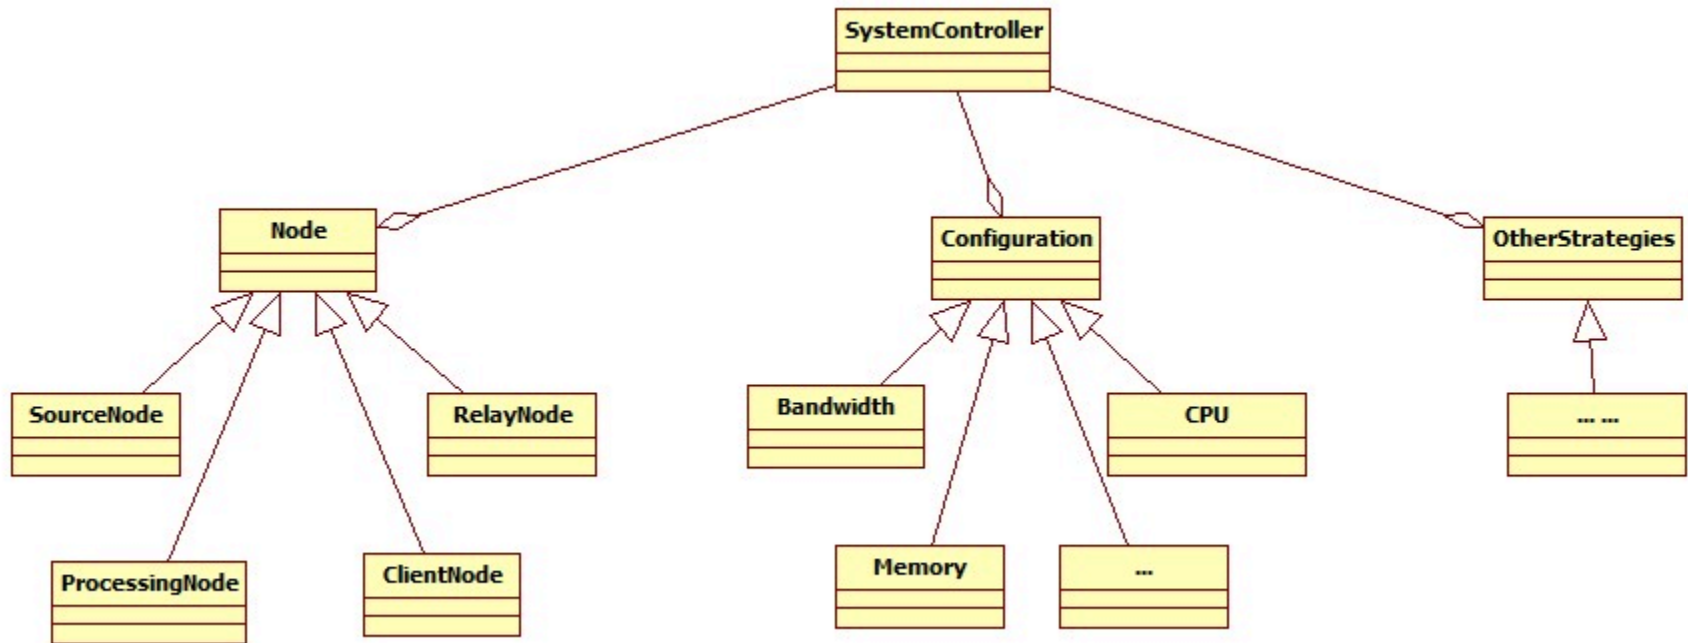 SystemController
Node
Configuration
OtherStrategies
SourceNode
RelayNode
Bandwidth
CPU
... ...
ProcessingNode
ClientNode
Memory
...